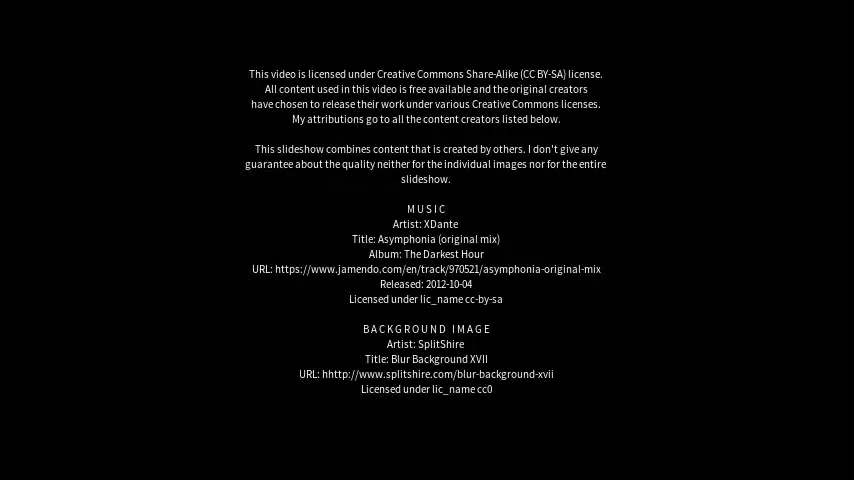 This video is licensed under Creative Commons Share-Alike (CC BY-SA) license.
All content used in this video is free available and the original creators
have chosen to release their work under various Creative Commons licenses.
My attributions go to all the content creators listed below.
This slideshow combines content that is created by others. I don't give any
guarantee about the quality neither for the individual images nor for the entire
slideshow.
MUSIC
Artist: XDante
Title: Asymphonia (original mix)
Album: The Darkest Hour
URL: https://www.jamendo.com/en/track/970521/asymphonia-original-mix
Released: 2012-10-04
Licensed under lic_name cc-by-sa
BACKGROUND IMAGE
Artist: SplitShire
Title: Blur Background XVII
URL: hhttp://www.splitshire.com/blur-background-xvii
Licensed under lic_name cc0